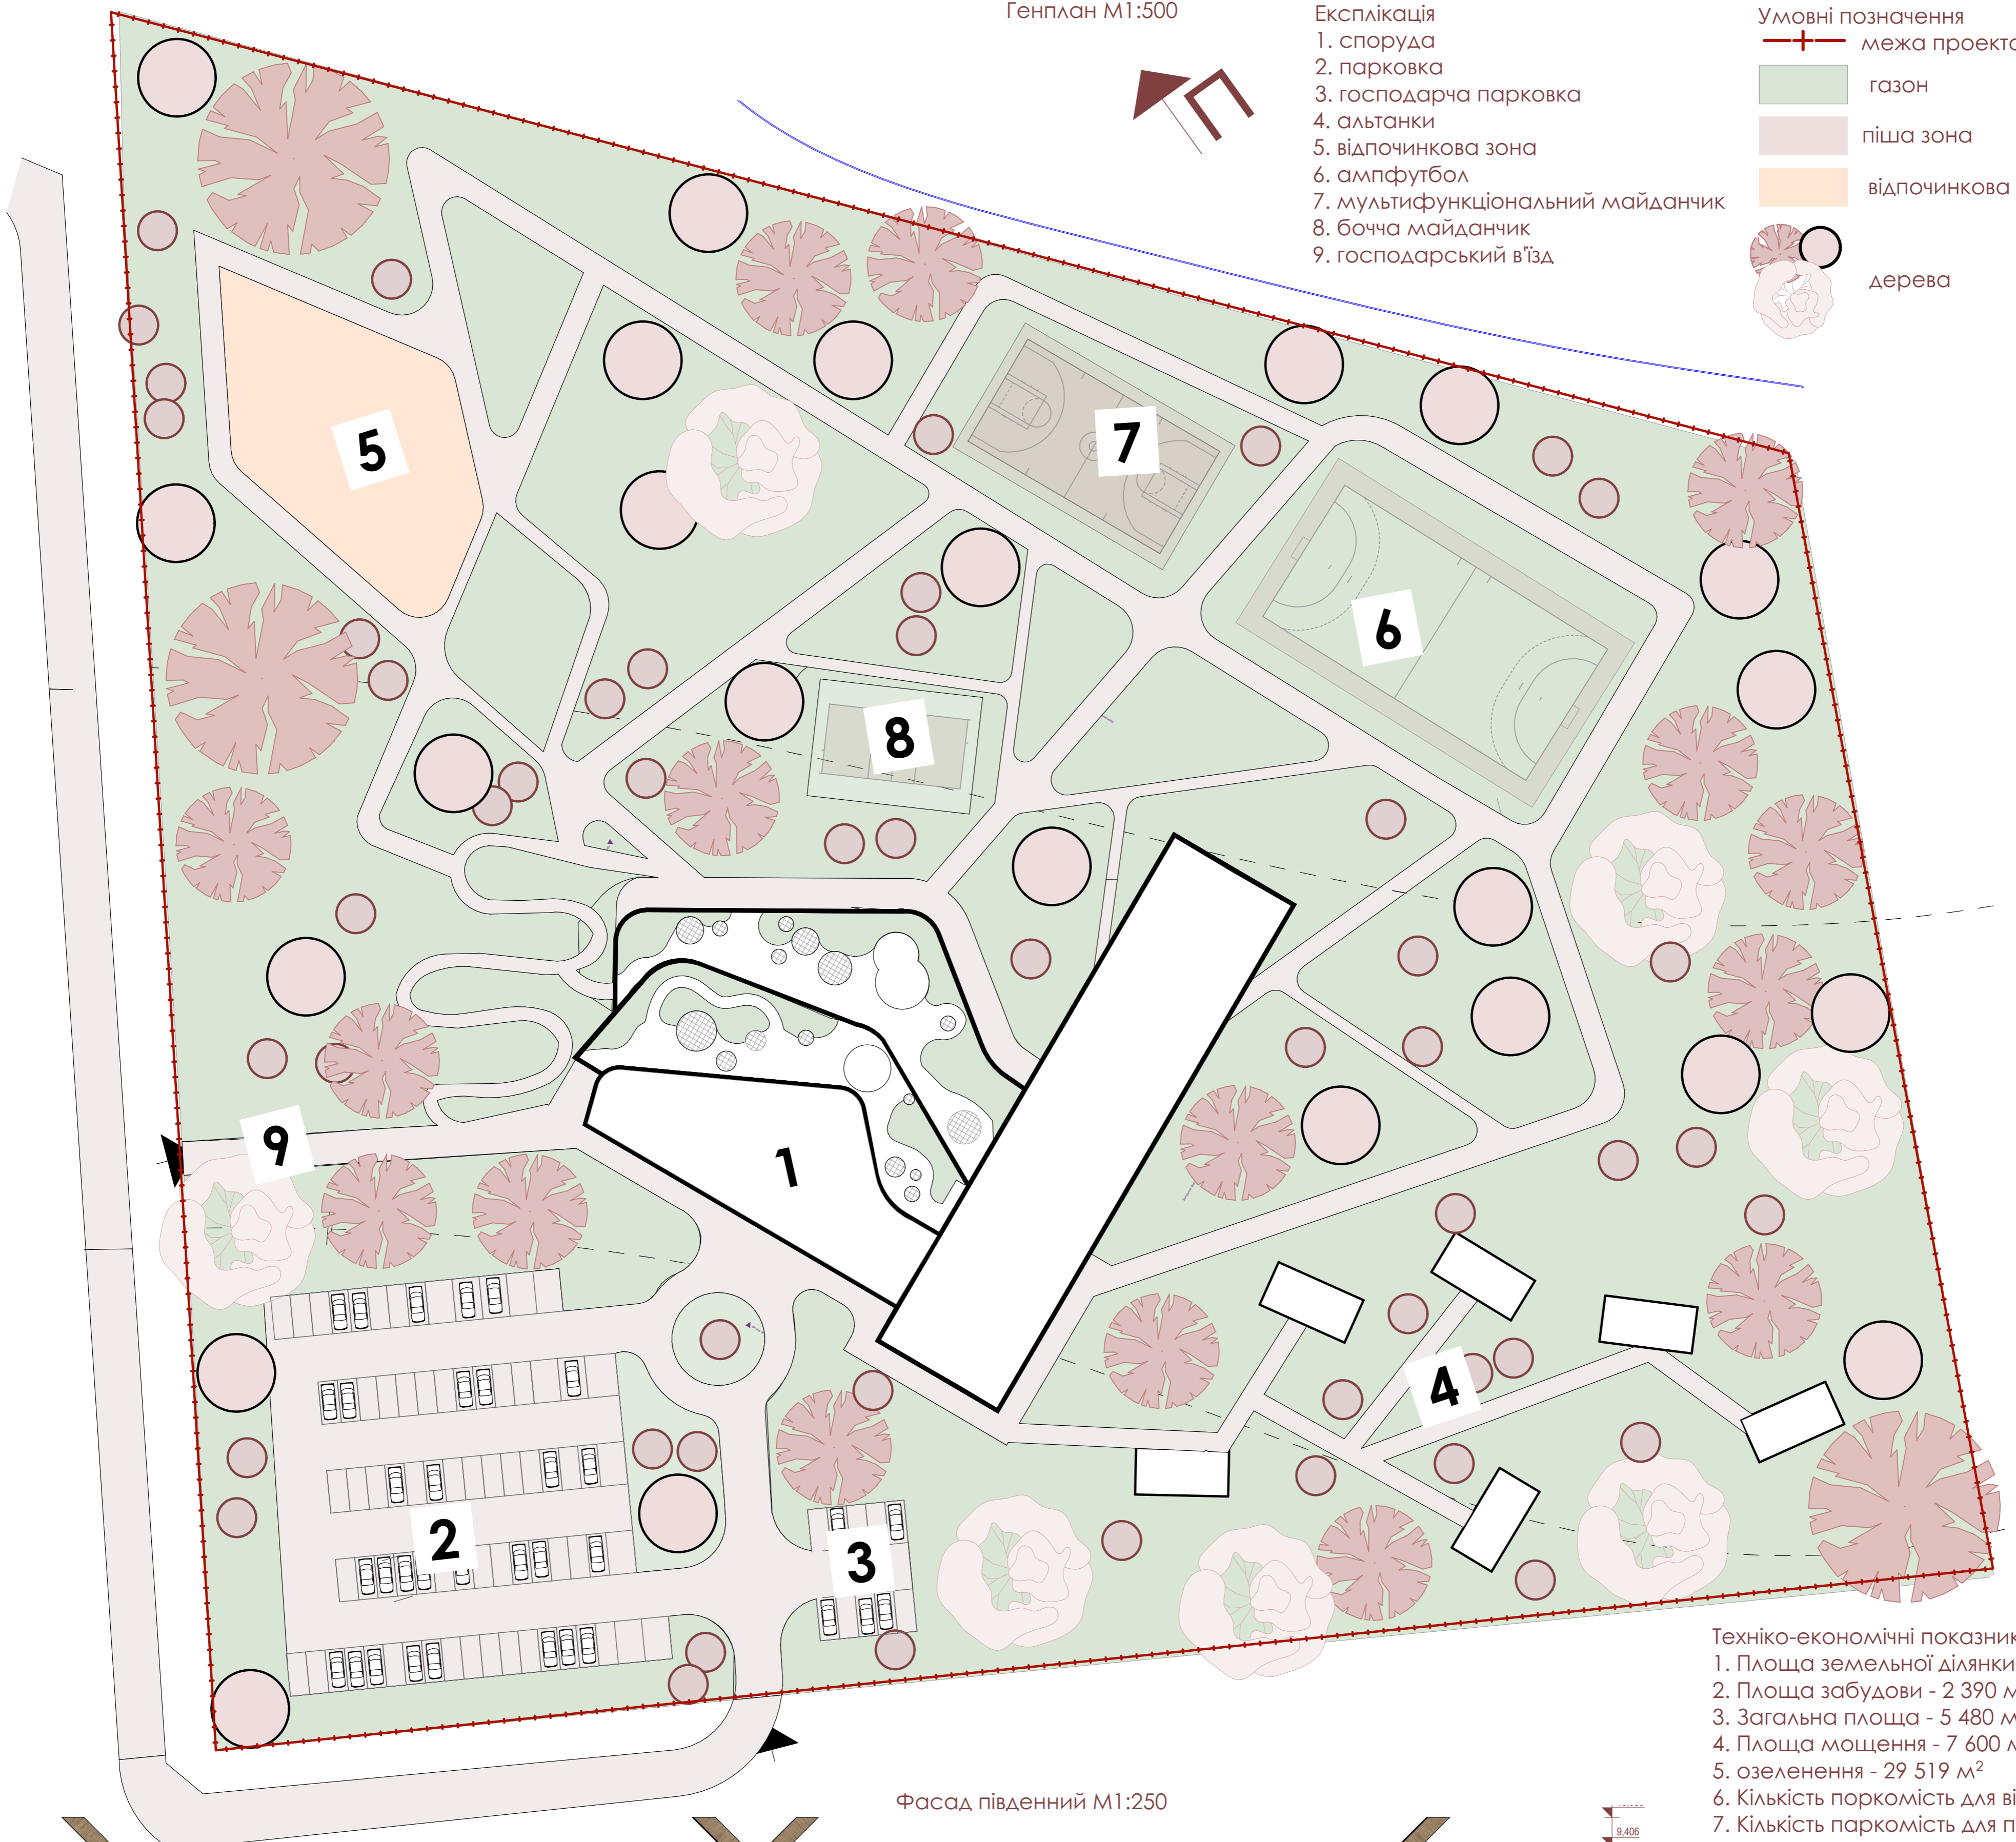 Генплан М1:500
Експлікація
1. споруда
2. парковка
3. господарча парковка
4. альтанки
5. відпочинкова зона
6. ампфутбол
7. мультифункціональний майданчик
8. бочча майданчик
9. господарський в'їзд
Умовні позначення
межа
газон
піша зона
відпочинкова
дерева
П
5
7
6
8
9
1
4
2
3
Техніко-економічні
1. Площа земельної ділянки
2. Площа забудови - 2 390
3. Загальна площа - 5 480
4. Площа мощення - 7 600
5. озеленення - 29 519 м²
6. Кількість поркомість для
7. Кількість паркомість для
Фасад південний М1:250
9,406